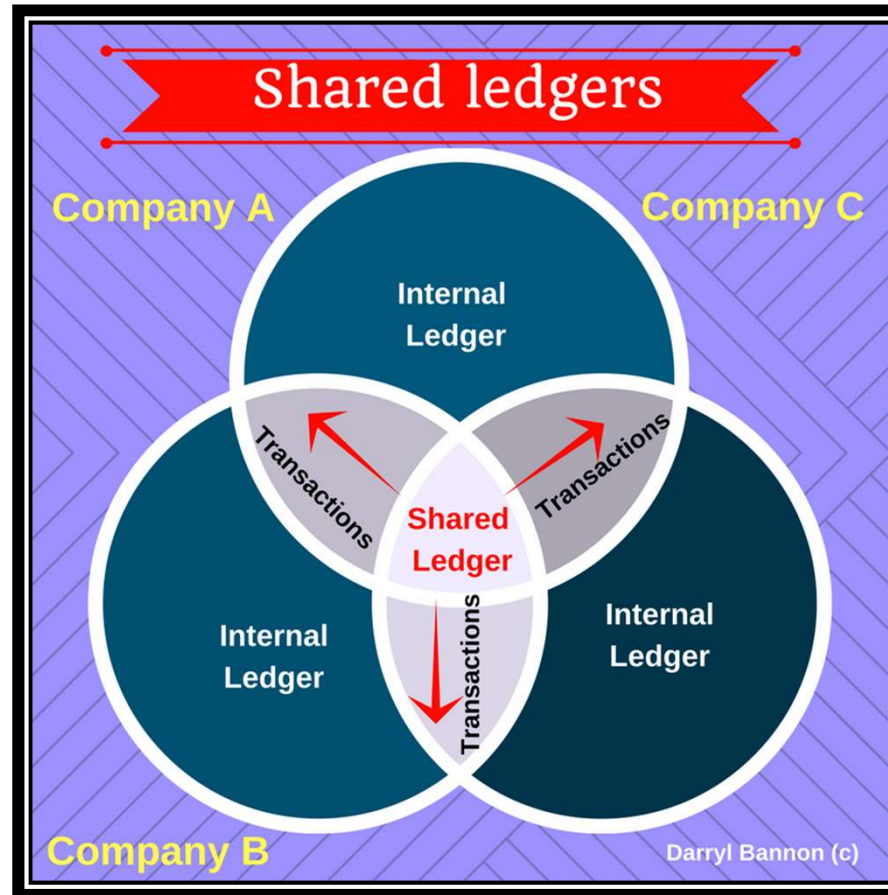 Shared ledgers
Company A
Company C
Internal
Ledger
Transactions
Transactions
Shared
Ledger
Internal
Ledger
Transactions
Internal
Ledger
Company B
Darryl Bannon (c)